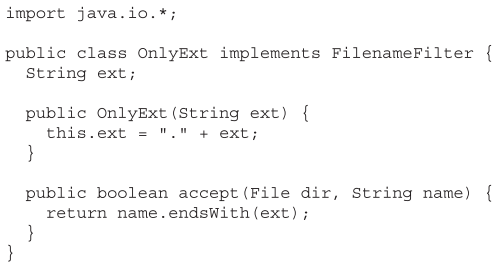 import java.io.*;
public class OnlyExt implements FilenameFilter {
String ext;
public OnlyExt(String ext) {
this.ext = "." + ext;
}
public boolean accept(File dir, String name) {
return name.endsWith(ext);
}
}